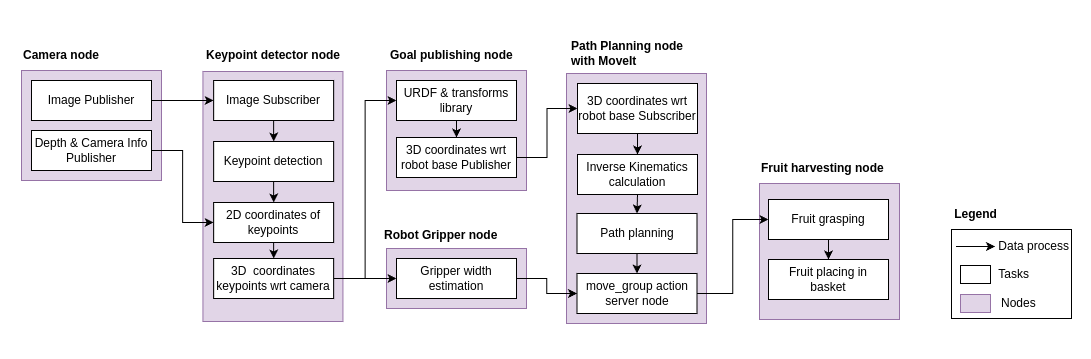 Camera node
Image Publisher
Depth & Camera Info
Publisher
Keypoint detector node
Image Subscriber
Keypoint detection
2D coordinates of
keypoints
3D coordinates
keypoints wrt camera
Goal publishing node
URDF & transforms
library
3D coordinates wrt
robot base Publisher
Robot Gripper node
Gripper width
estimation
Path Planning node
with MoveIt
3D coordinates wrt
robot base Subscriber
Inverse Kinematics
calculation
Path planning
move_group action
server node
Fruit harvesting node
Fruit grasping
Fruit placing in
basket
Legend
Data process
Tasks
Nodes